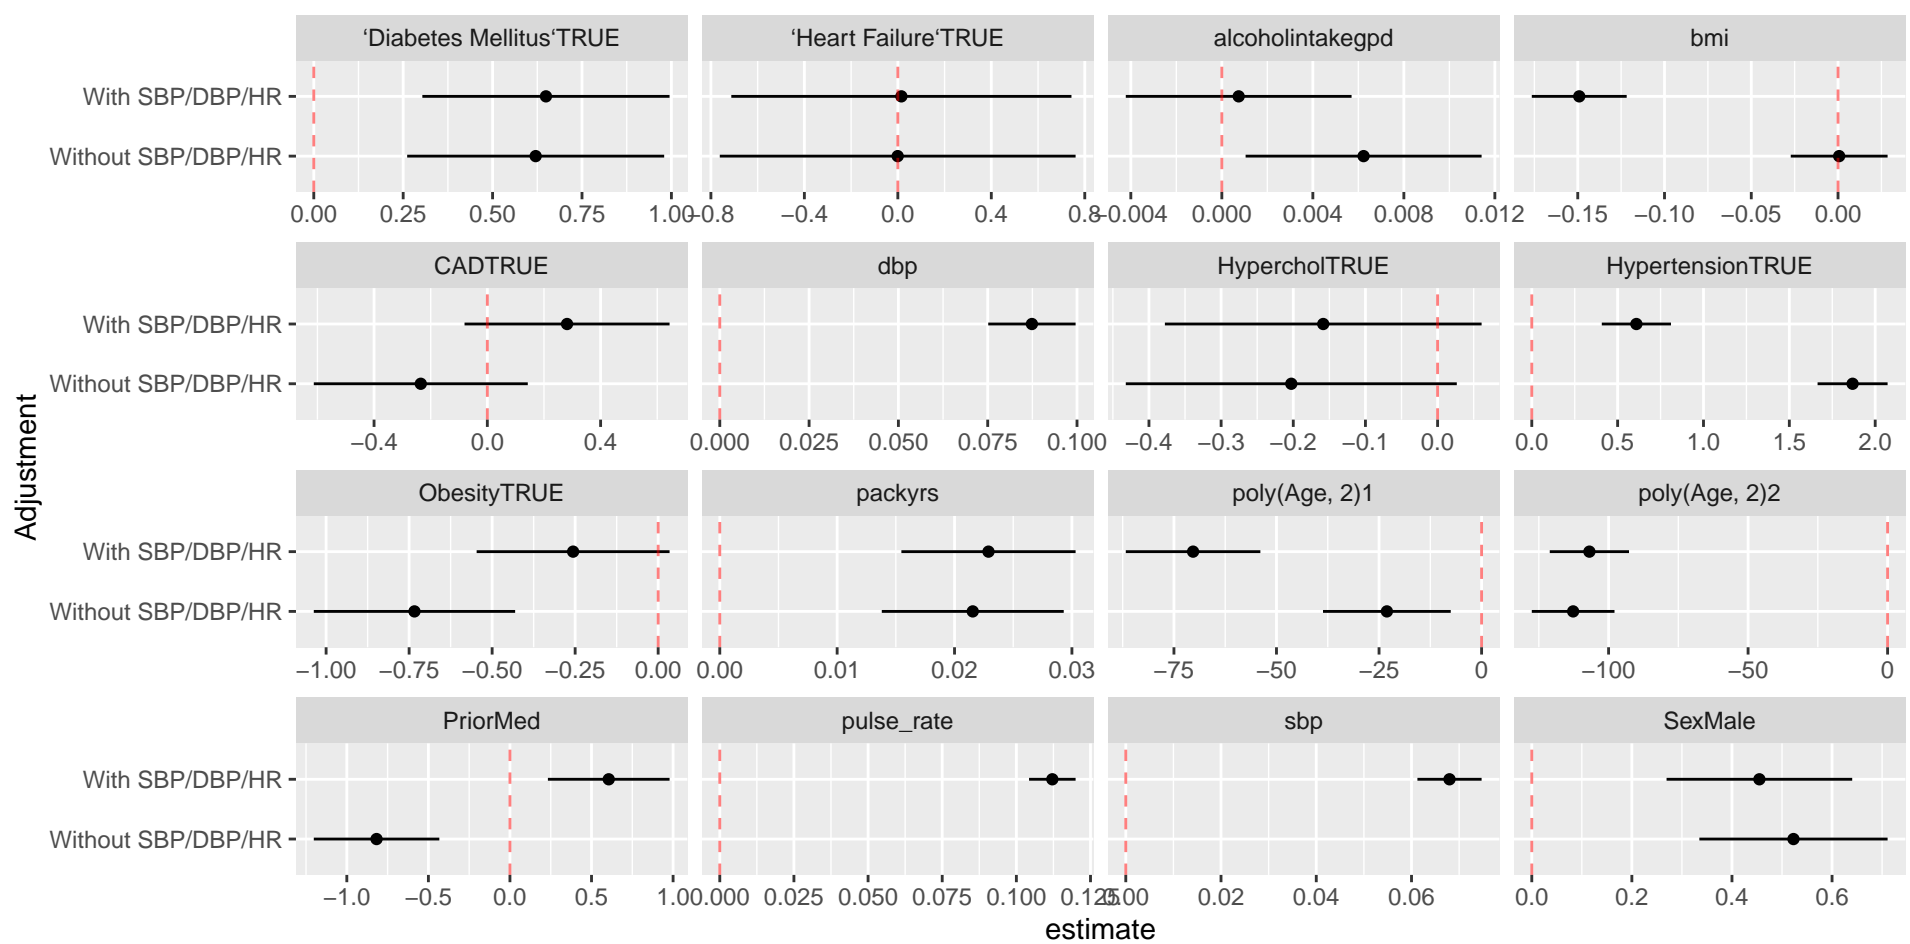 ‘Diabetes Mellitus‘TRUE ‘Heart Failure‘TRUE alcoholintakegpd bmi
With SBP/DBP/HR
Without SBP/DBP/HR
0.00 0.25 0.50 0.75 1.00 −0.8 −0.4 0.0 0.4 0.8 −0.004 0.000 0.004 0.008 0.012 −0.15 −0.10 −0.05 0.00
CADTRUE dbp HypercholTRUE HypertensionTRUE
With SBP/DBP/HR
Without SBP/DBP/HR
−0.4 0.0 0.4 0.000 0.025 0.050 0.075 0.100 −0.4 −0.3 −0.2 −0.1 0.0 0.0 0.5 1.0 1.5 2.0
Adjustment
ObesityTRUE packyrs poly(Age, 2)1 poly(Age, 2)2
With SBP/DBP/HR
Without SBP/DBP/HR
−1.00 −0.75 −0.50 −0.25 0.00 0.00 0.01 0.02 0.03 −75 −50 −25 0 −100 −50 0
PriorMed pulse_rate sbp SexMale
With SBP/DBP/HR
Without SBP/DBP/HR
−1.0 −0.5 0.0 0.5 1.0 0.000 0.025 0.050 0.075 0.100 0.125 0.00 0.02 0.04 0.06 0.0 0.2 0.4 0.6
estimate